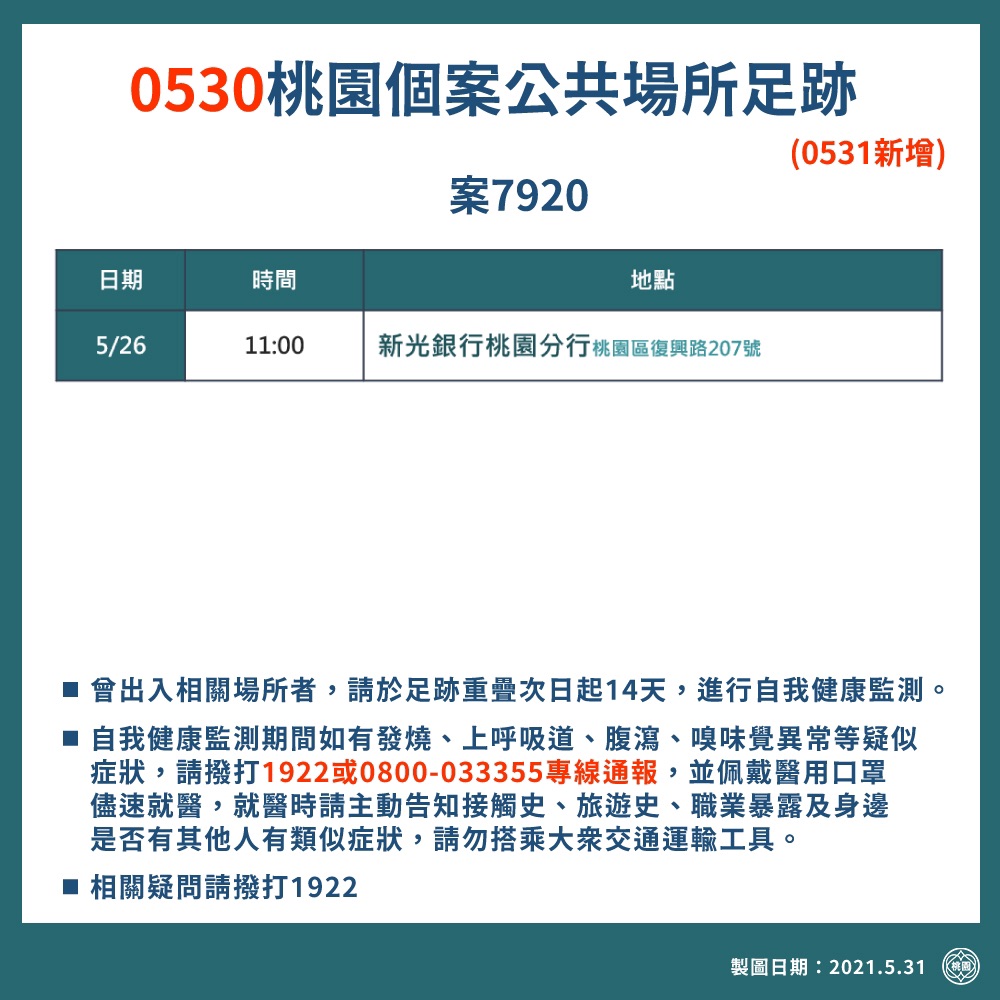 0530桃園個案公共場所足跡
(0531新增)
案7920
日期 時間 地點
5/26 11:00 新光銀行桃園分行桃園區復興路207號
■ 曾出入相關場所者，請於足跡重疊次日起14天，進行自我健康監測。
■ 自我健康監測期間如有發燒、上呼吸道、腹瀉、嗅味覺異常等疑似
症狀，請撥打1922或0800-033355專線通報，並佩戴醫用口罩
儘速就醫，就醫時請主動告知接觸史、旅遊史、職業暴露及身邊
是否有其他人有類似症狀，請勿搭乘大眾交通運輸工具。
■ 相關疑問請撥打1922
製圖日期：2021.5.31 桃園